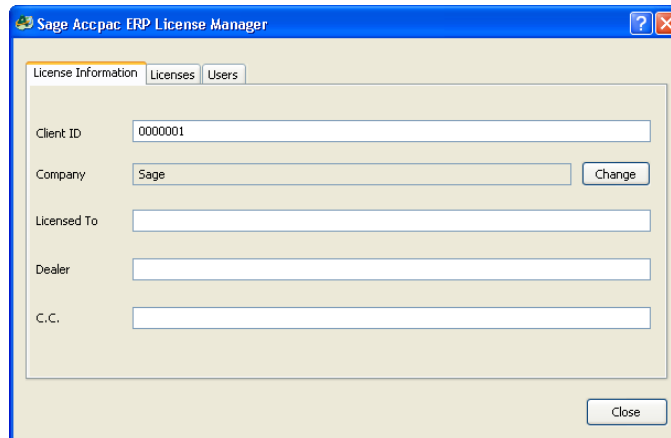 Sage Accpac ERP License Manager
License Information Licenses Users
Client ID 0000001
Company Sage Change
Licensed To
Dealer
C.C.
Close